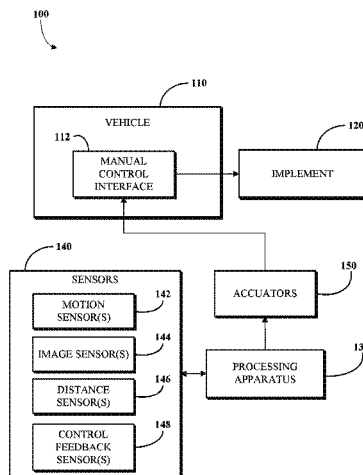 100
110
VEHICLE
112
MANUAL
CONTROL
INTERFACE
120
IMPLEMENT
140
SENSORS
MOTION
SENSOR(S)
142
IMAGE SENSOR(S)
144
DISTANCE
SENSOR(S)
146
CONTROL
FEEDBACK
SENSOR(S)
148
150
ACCUATORS
13
PROCESSING
APPARATUS